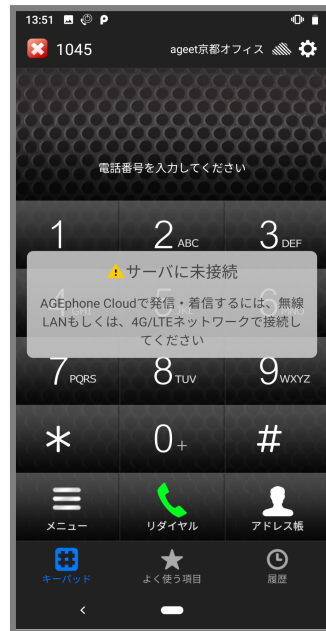 13:51
1045 ageet京都オフィス
電話番号を入力してください
1 2 ABC 3 DEF
⚠サーバに未接続
AGEphone Cloudで発信・着信するには、無線
LANもしくは、4G/LTEネットワークで接続し
てください
7 PQRS 8 TUV 9 WXYZ
* 0 + #
メニュー リダイヤル アドレス帳
キーパッド よく使う項目 履歴